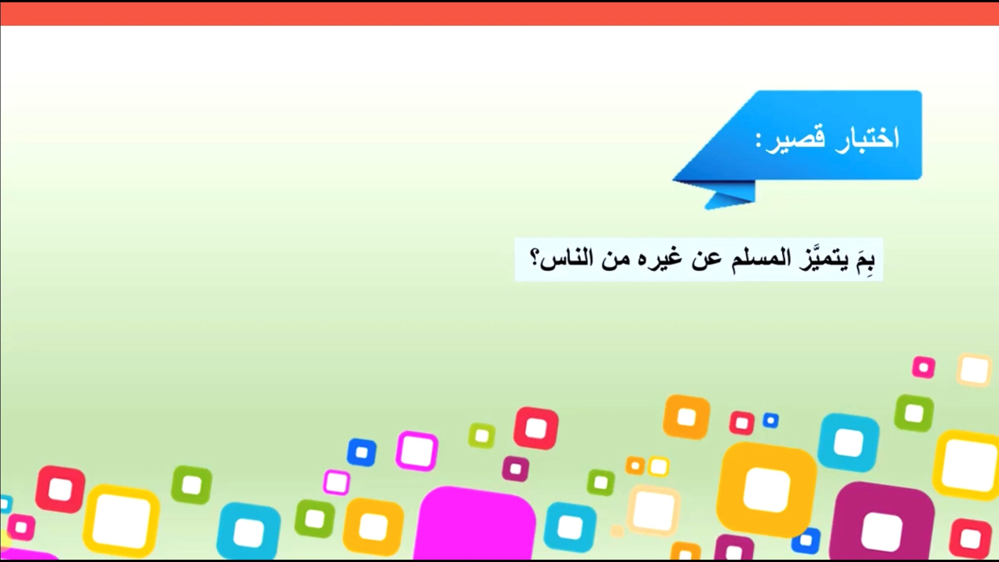 اختبار قصير:
بِمَ يتميَّز المسلم عن غيره من الناس؟